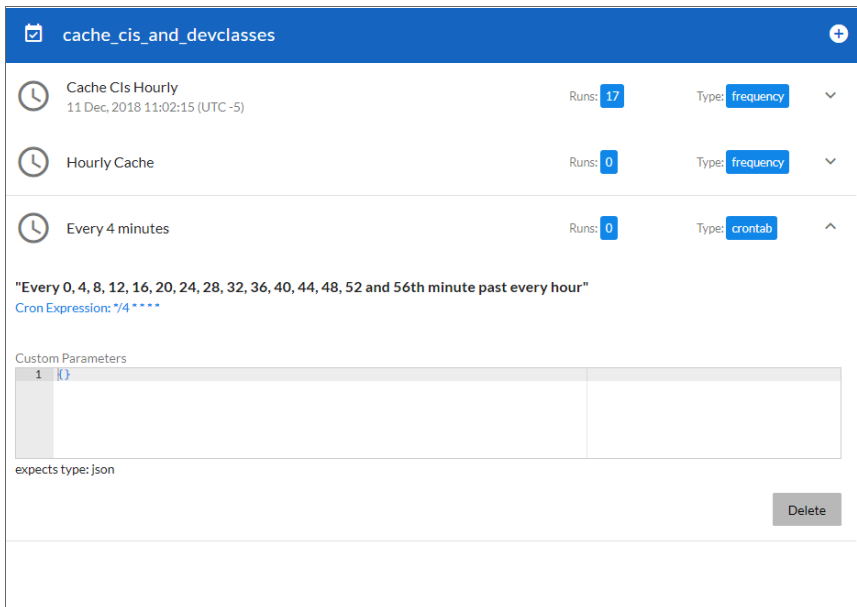 cache_cis_and_devclasses
Cache CIs Hourly
11 Dec, 2018 11:02:15 (UTC -5)
Runs: 17 Type: frequency
Hourly Cache
Runs: 0 Type: frequency
Every 4 minutes
Runs: 0 Type: crontab
"Every 0, 4, 8, 12, 16, 20, 24, 28, 32, 36, 40, 44, 48, 52 and 56th minute past every hour"
Cron Expression: */4 * * * *
Custom Parameters
1 {}
expects type: json
Delete